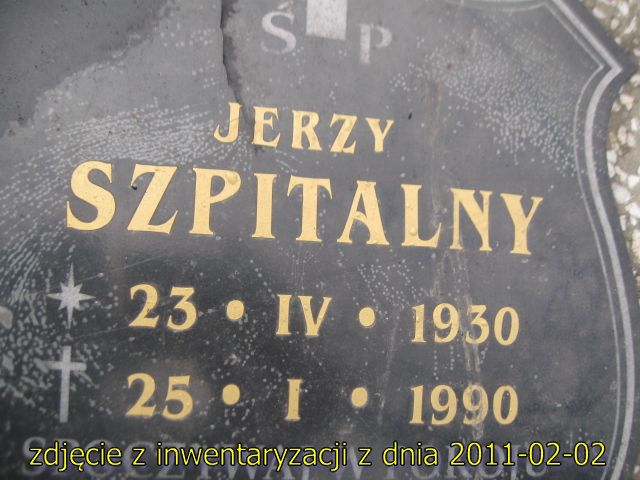 Ś P
JERZY
SZPITALNY
23 • IV • 1930
25 • I • 1990
zdjęcie z inwentaryzacji z dnia 2011-02-02